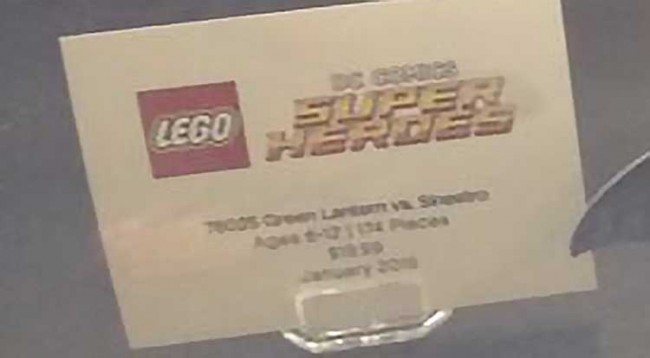 LEGO
DC COMICS
SUPER
HEROES
76025 Green Lantern vs. Sinestro
Ages 6-12 | 174 Pieces
$19.99
January 2015